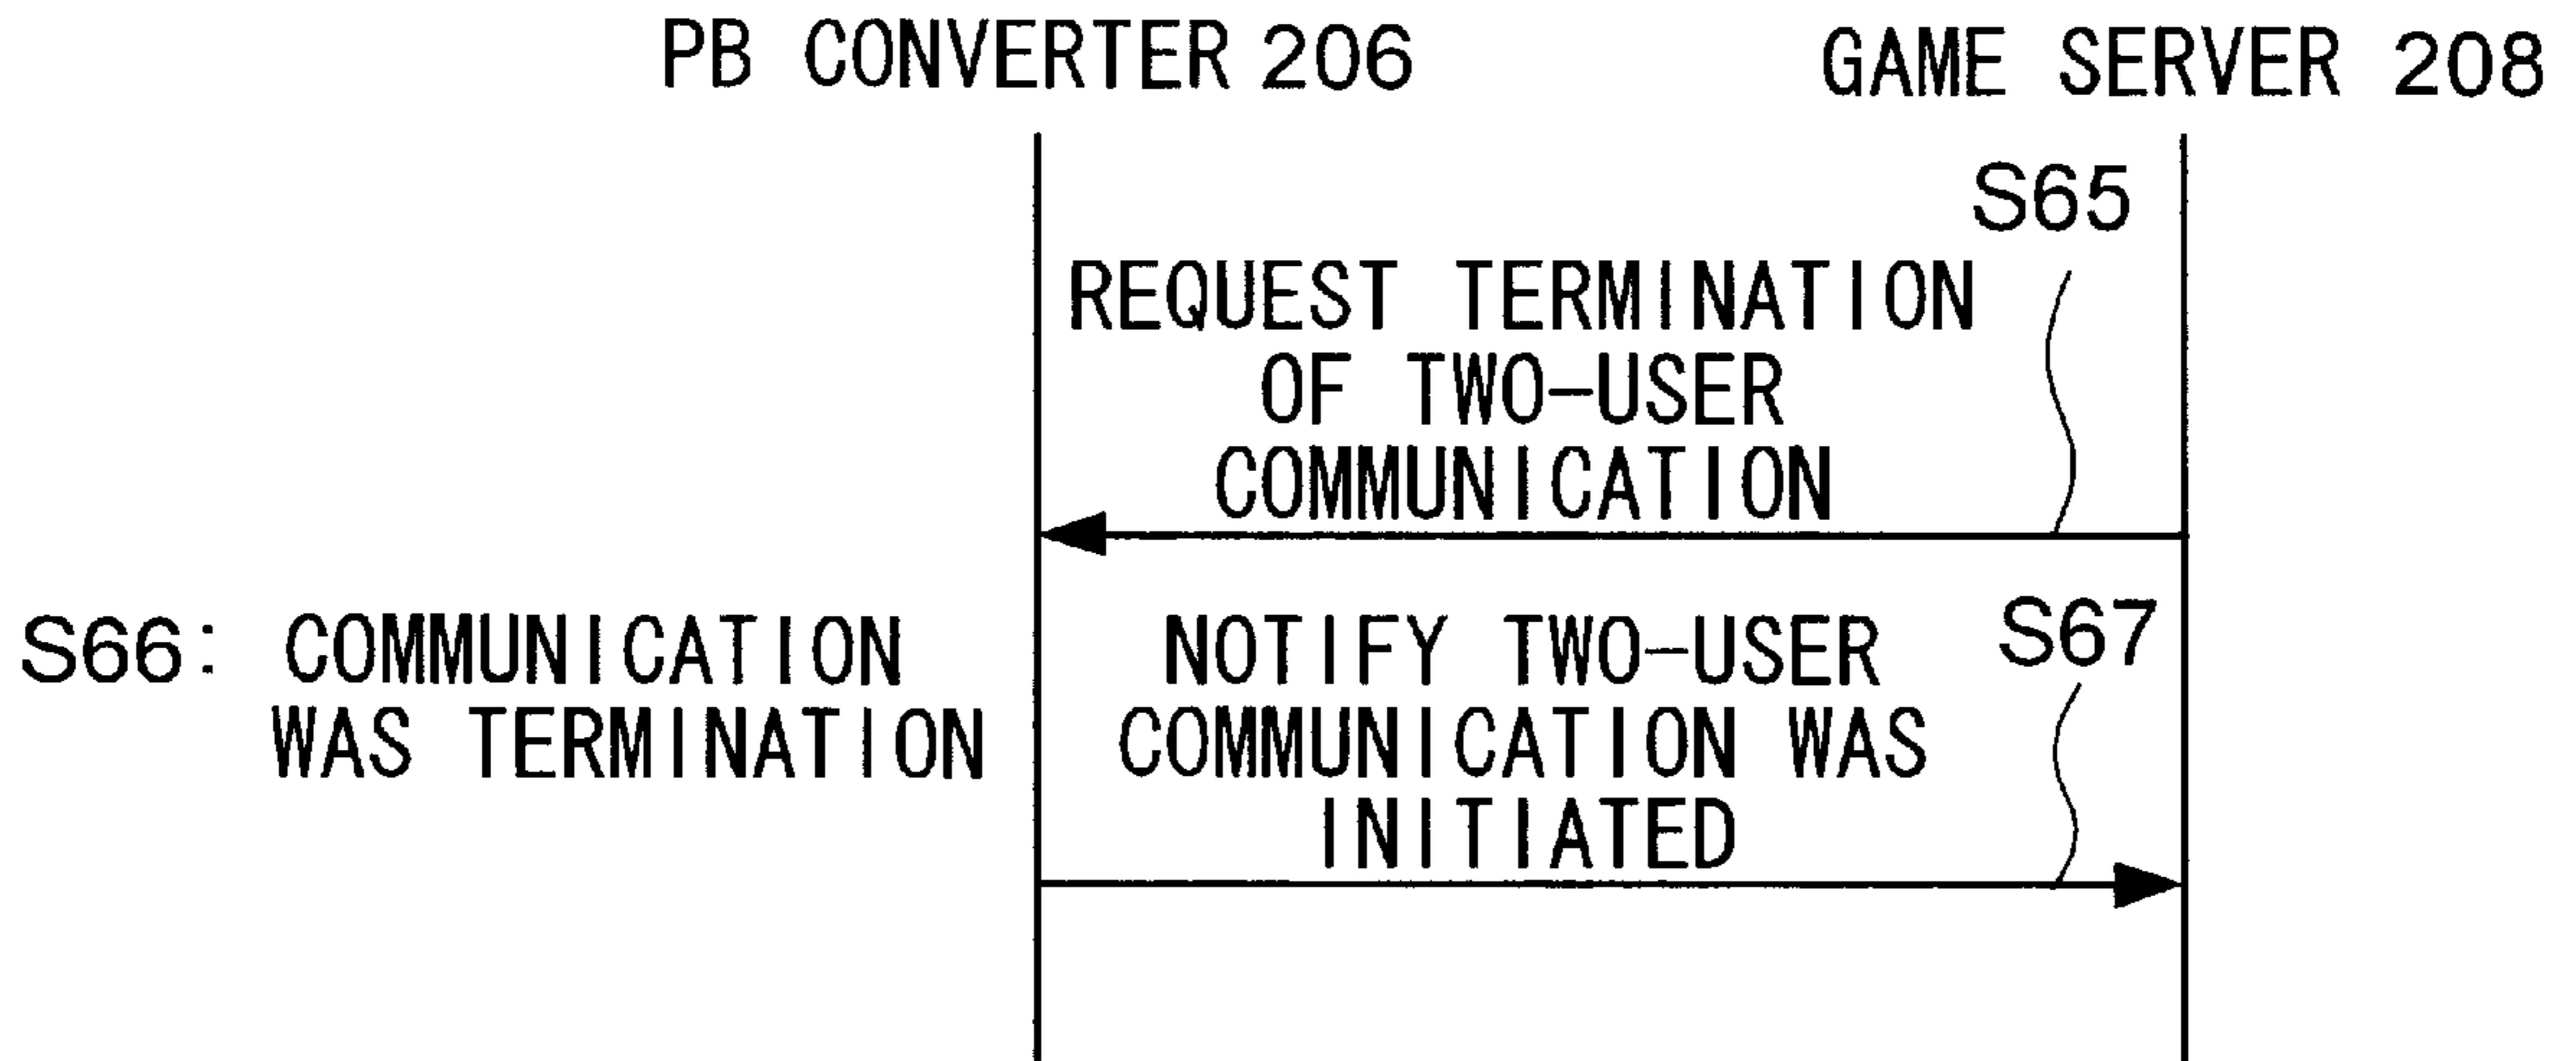 PB CONVERTER 206
GAME SERVER 208
S65
REQUEST TERMINATION
OF TWO-USER
COMMUNICATION
S66: COMMUNICATION
WAS TERMINATION
NOTIFY TWO-USER
COMMUNICATION WAS
INITIATED
S67